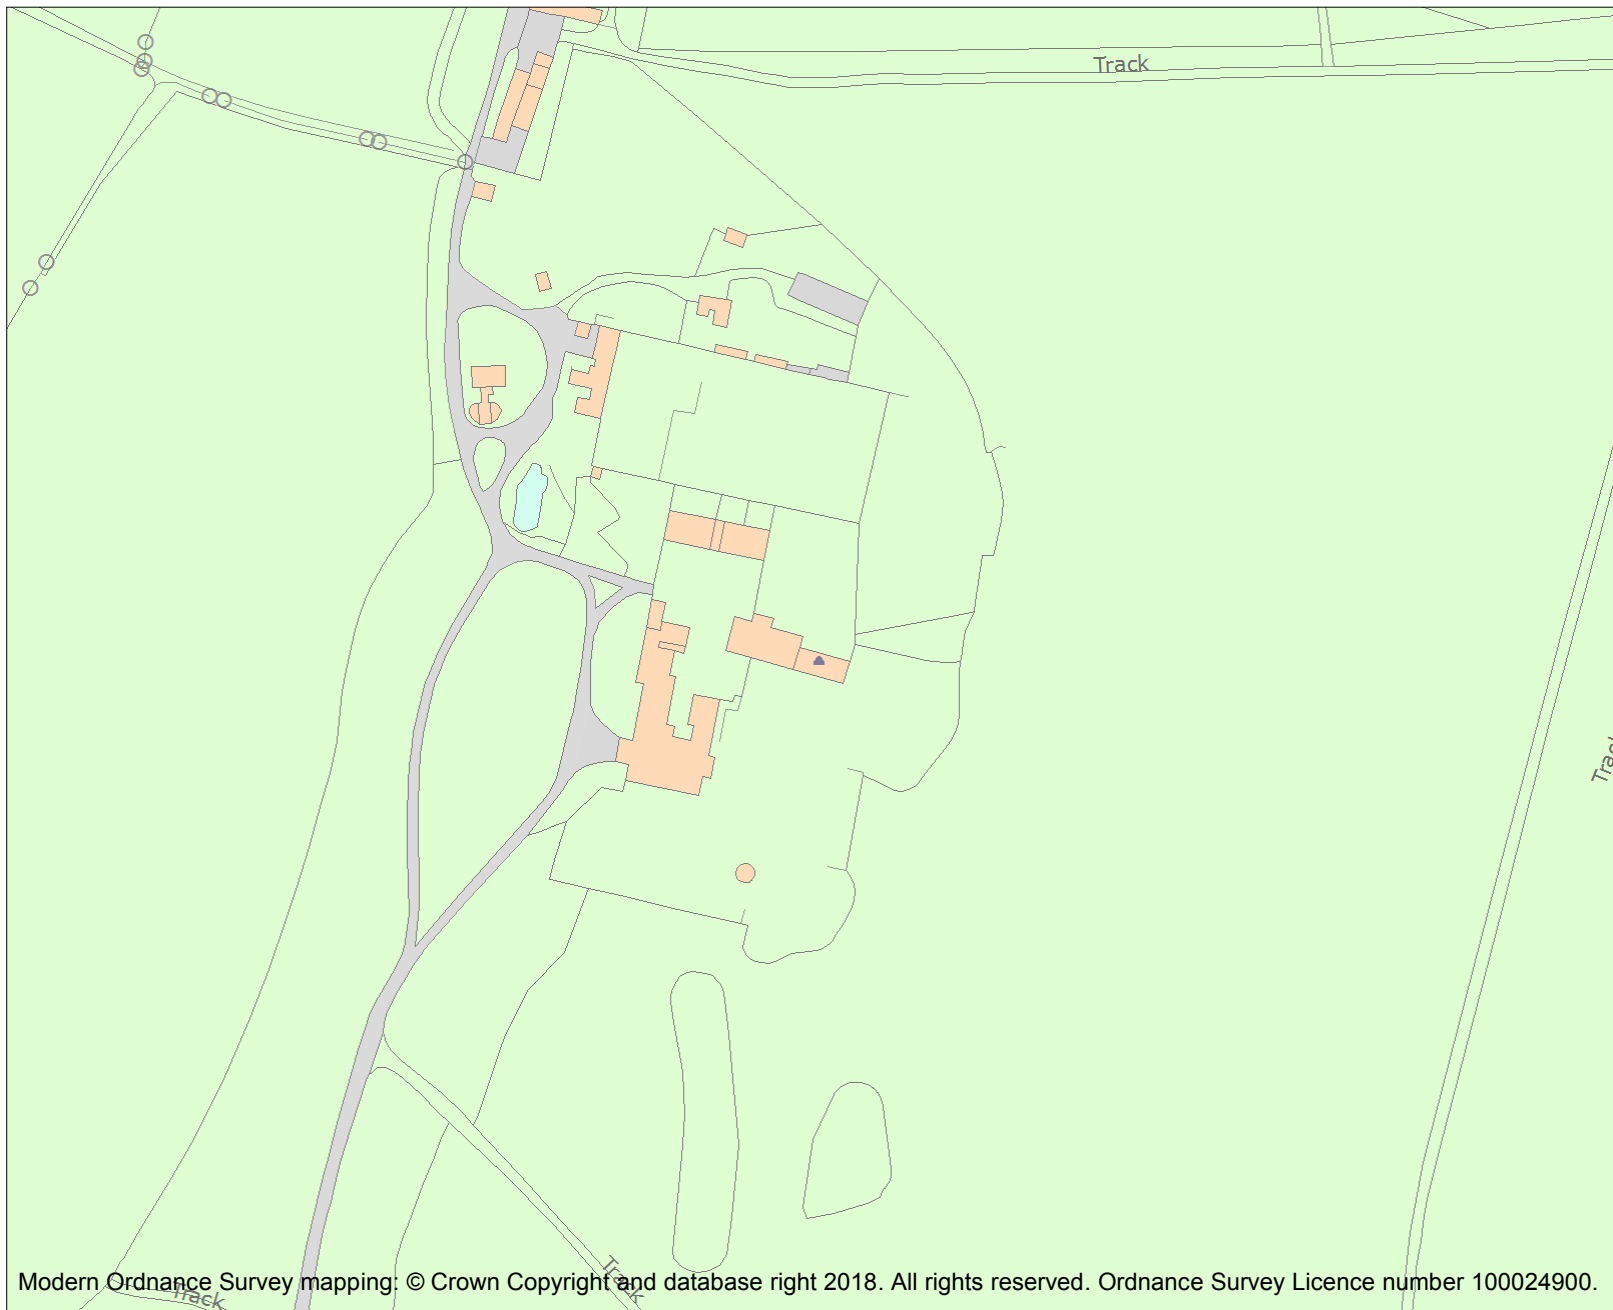 Track
Trac
Track
Track
Modern Ordnance Survey mapping: © Crown Copyright and database right 2018. All rights reserved. Ordnance Survey Licence number 100024900.